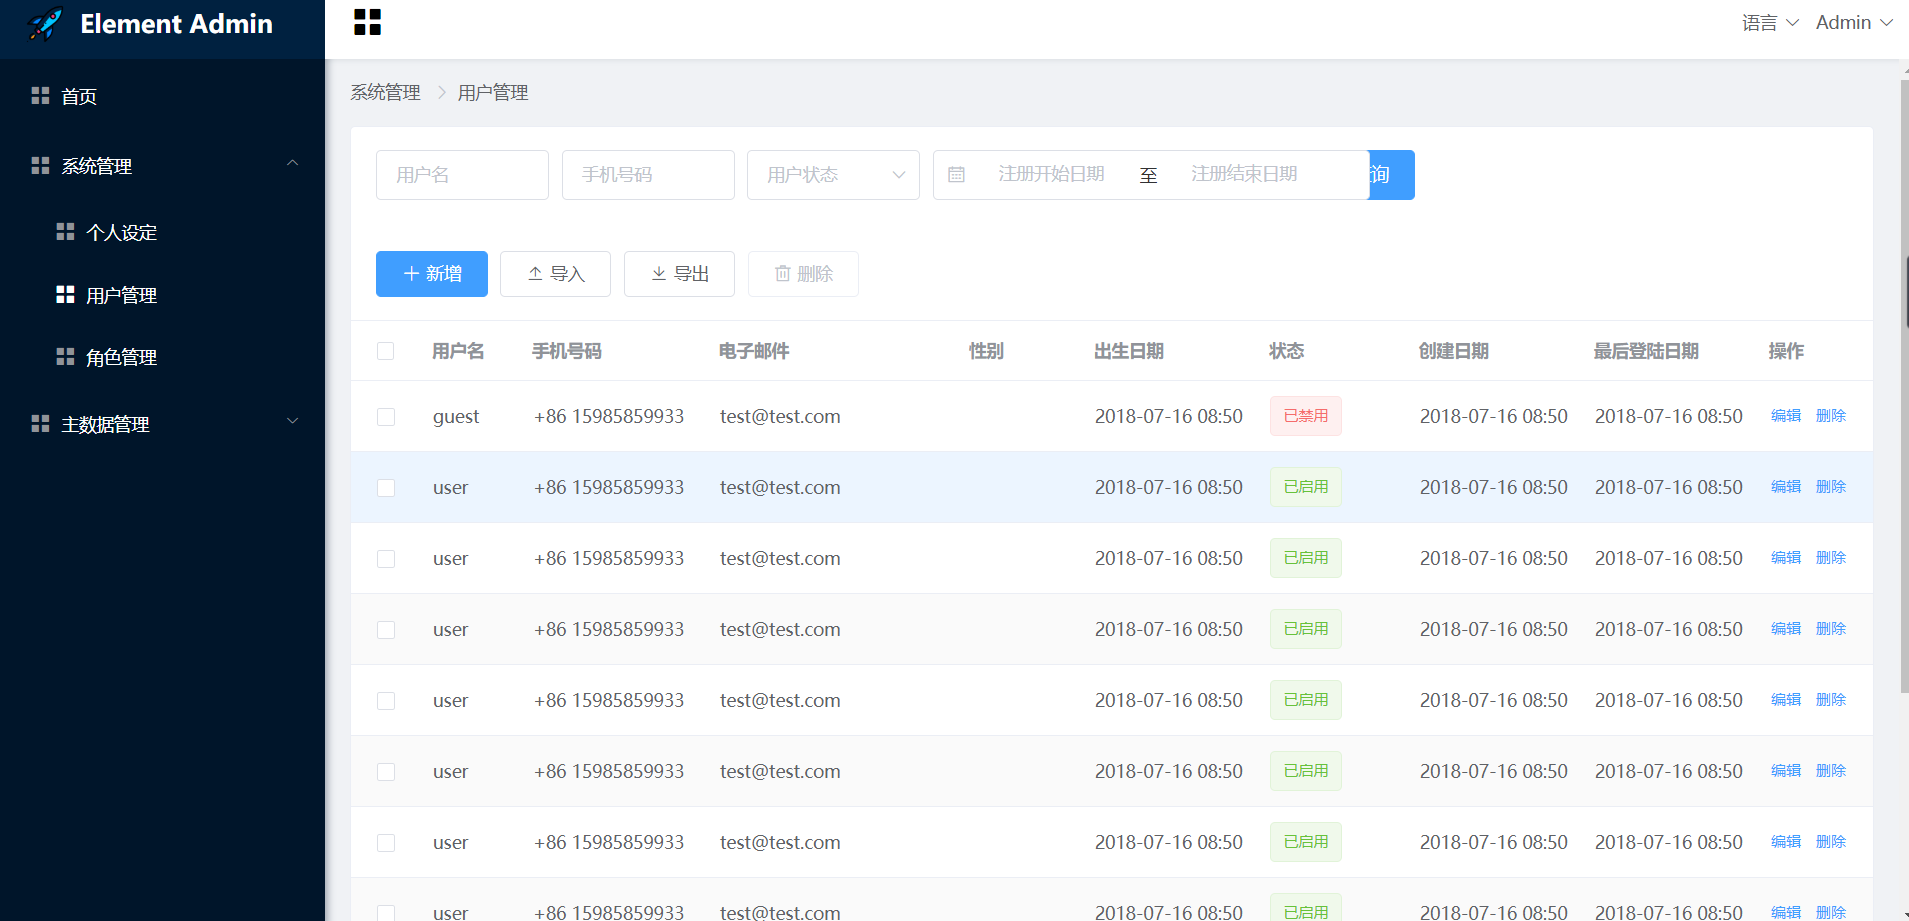 Element Admin
语言 Admin
首页
系统管理
个人设定
用户管理
角色管理
主数据管理
系统管理 用户管理
用户名 手机号码 用户状态 注册开始日期 至 注册结束日期 询
新增 导入 导出 删除
用户名 手机号码 电子邮件 性别 出生日期 状态 创建日期 最后登陆日期 操作
guest +86 15985859933 test@test.com 2018-07-16 08:50 已禁用 2018-07-16 08:50 2018-07-16 08:50 编辑 删除
user +86 15985859933 test@test.com 2018-07-16 08:50 已启用 2018-07-16 08:50 2018-07-16 08:50 编辑 删除
user +86 15985859933 test@test.com 2018-07-16 08:50 已启用 2018-07-16 08:50 2018-07-16 08:50 编辑 删除
user +86 15985859933 test@test.com 2018-07-16 08:50 已启用 2018-07-16 08:50 2018-07-16 08:50 编辑 删除
user +86 15985859933 test@test.com 2018-07-16 08:50 已启用 2018-07-16 08:50 2018-07-16 08:50 编辑 删除
user +86 15985859933 test@test.com 2018-07-16 08:50 已启用 2018-07-16 08:50 2018-07-16 08:50 编辑 删除
user +86 15985859933 test@test.com 2018-07-16 08:50 已启用 2018-07-16 08:50 2018-07-16 08:50 编辑 删除
user +86 15985859933 test@test.com 2018-07-16 08:50 已启用 2018-07-16 08:50 2018-07-16 08:50 编辑 删除